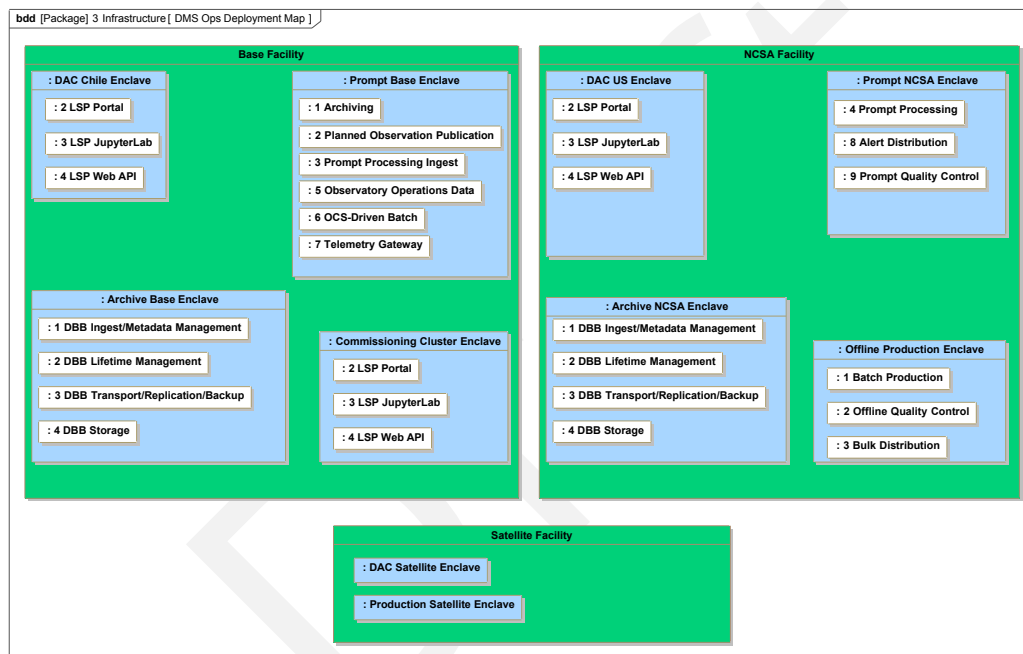 bdd [Package] 3 Infrastructure [ DMS Ops Deployment Map ]
Base Facility
: DAC Chile Enclave
: 2 LSP Portal
: 3 LSP JupyterLab
: 4 LSP Web API
: Prompt Base Enclave
: 1 Archiving
: 2 Planned Observation Publication
: 3 Prompt Processing Ingest
: 5 Observatory Operations Data
: 6 OCS-Driven Batch
: 7 Telemetry Gateway
: Archive Base Enclave
: 1 DBB Ingest/Metadata Management
: 2 DBB Lifetime Management
: 3 DBB Transport/Replication/Backup
: 4 DBB Storage
: Commissioning Cluster Enclave
: 2 LSP Portal
: 3 LSP JupyterLab
: 4 LSP Web API
NCSA Facility
: DAC US Enclave
: 2 LSP Portal
: 3 LSP JupyterLab
: 4 LSP Web API
: Prompt NCSA Enclave
: 4 Prompt Processing
: 8 Alert Distribution
: 9 Prompt Quality Control
: Archive NCSA Enclave
: 1 DBB Ingest/Metadata Management
: 2 DBB Lifetime Management
: 3 DBB Transport/Replication/Backup
: 4 DBB Storage
: Offline Production Enclave
: 1 Batch Production
: 2 Offline Quality Control
: 3 Bulk Distribution
Satellite Facility
: DAC Satellite Enclave
: Production Satellite Enclave